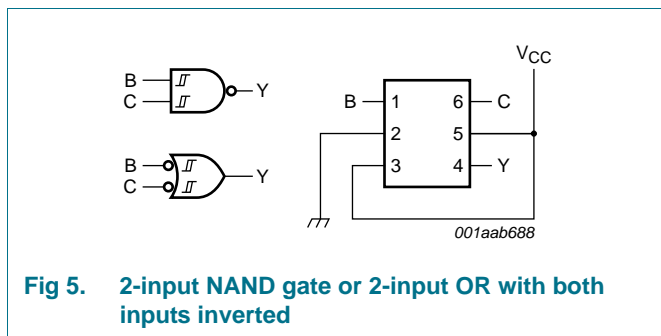 B
C
Y
B
C
Y
VCC
B 1 6 C
2 5
3 4 Y
001aab688
Fig 5. 2-input NAND gate or 2-input OR with both
inputs inverted